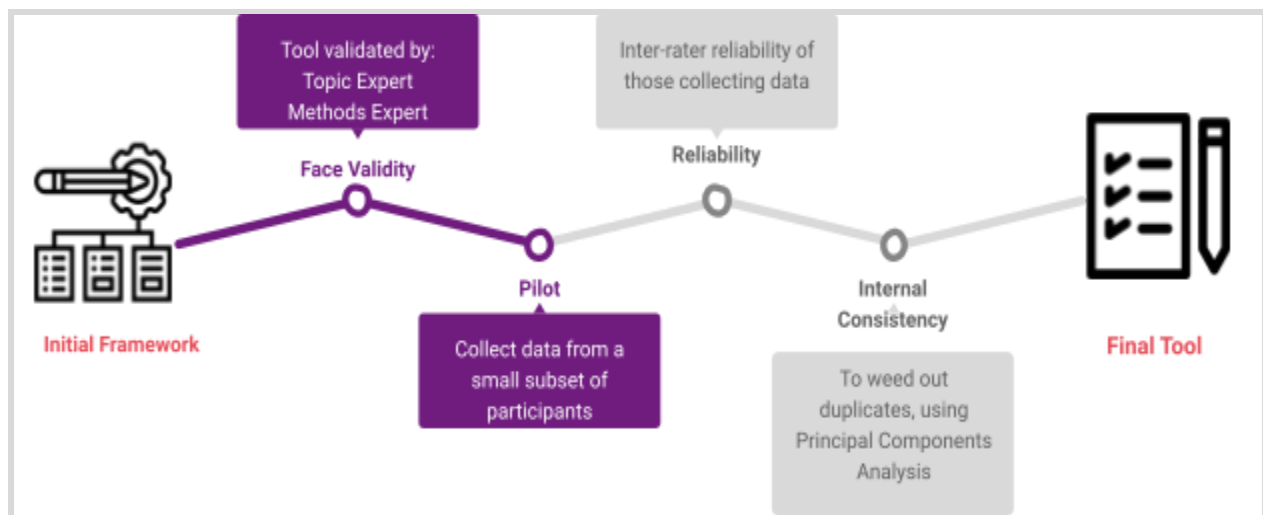 Tool validated by:
Topic Expert
Methods Expert
Face Validity
Inter-rater reliability of
those collecting data
Reliability
Initial Framework
Pilot
Collect data from a
small subset of
participants
Internal
Consistency
To weed out
duplicates, using
Principal Components
Analysis
Final Tool